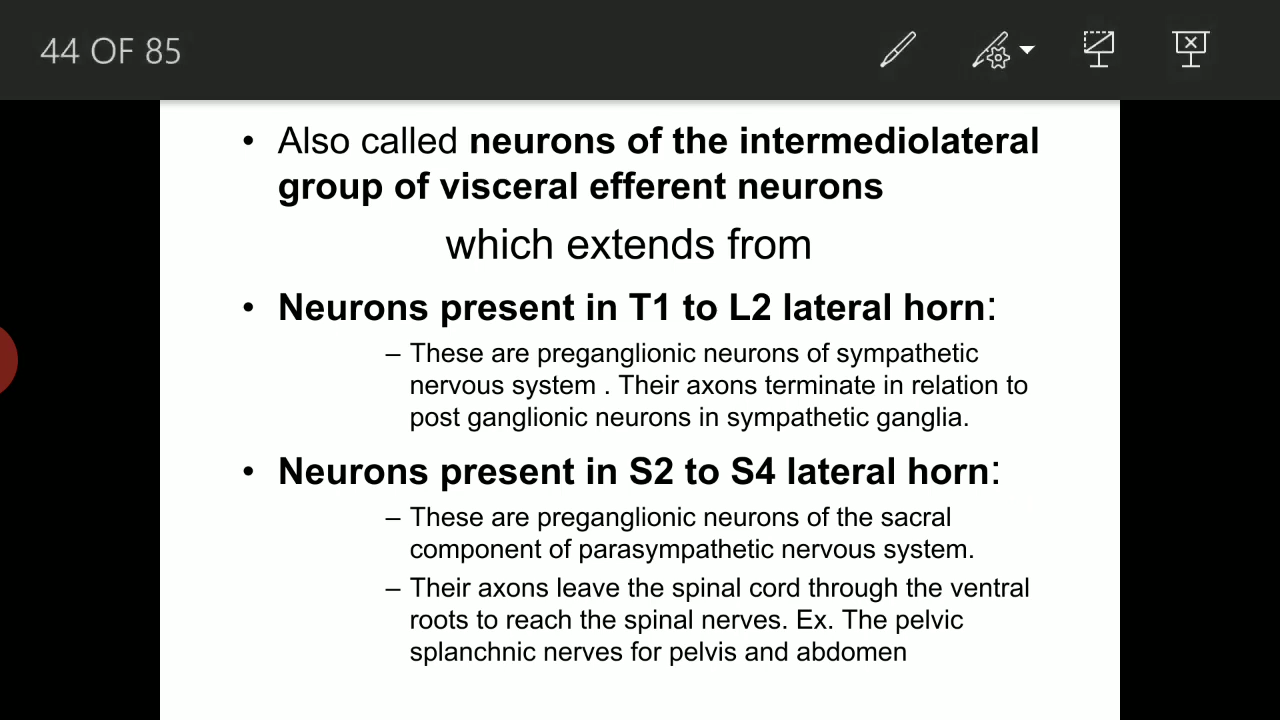 44 OF 85
• Also called neurons of the intermediolateral
group of visceral efferent neurons
which extends from
• Neurons present in T1 to L2 lateral horn:
– These are preganglionic neurons of sympathetic
nervous system . Their axons terminate in relation to
post ganglionic neurons in sympathetic ganglia.
• Neurons present in S2 to S4 lateral horn:
– These are preganglionic neurons of the sacral
component of parasympathetic nervous system.
– Their axons leave the spinal cord through the ventral
roots to reach the spinal nerves. Ex. The pelvic
splanchnic nerves for pelvis and abdomen